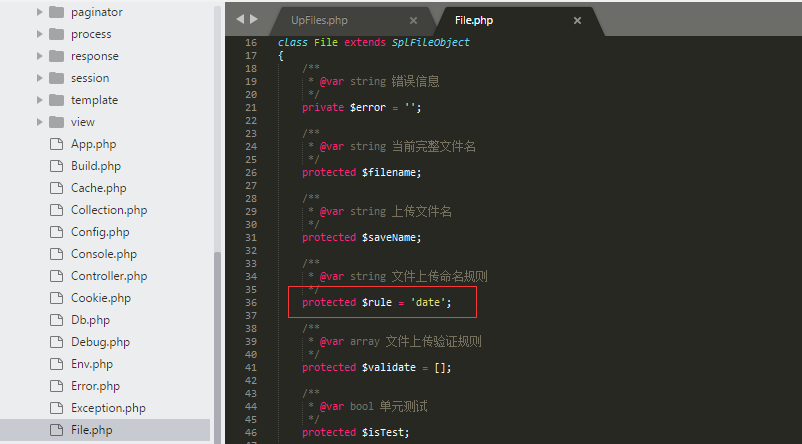 paginator
process
response
session
template
view
App.php
Build.php
Cache.php
Collection.php
Config.php
Console.php
Controller.php
Cookie.php
Db.php
Debug.php
Env.php
Error.php
Exception.php
File.php
UpFiles.php × File.php ×
16 class File extends SplFileObject
17 {
18 /**
19 * @var string 错误信息
20 */
21 private $error = '';
22
23 /**
24 * @var string 当前完整文件名
25 */
26 protected $filename;
27
28 /**
29 * @var string 上传文件名
30 */
31 protected $saveName;
32
33 /**
34 * @var string 文件上传命名规则
35 */
36 protected $rule = 'date';
37
38 /**
39 * @var array 文件上传验证规则
40 */
41 protected $validate = [];
42
43 /**
44 * @var bool 单元测试
45 */
46 protected $isTest;